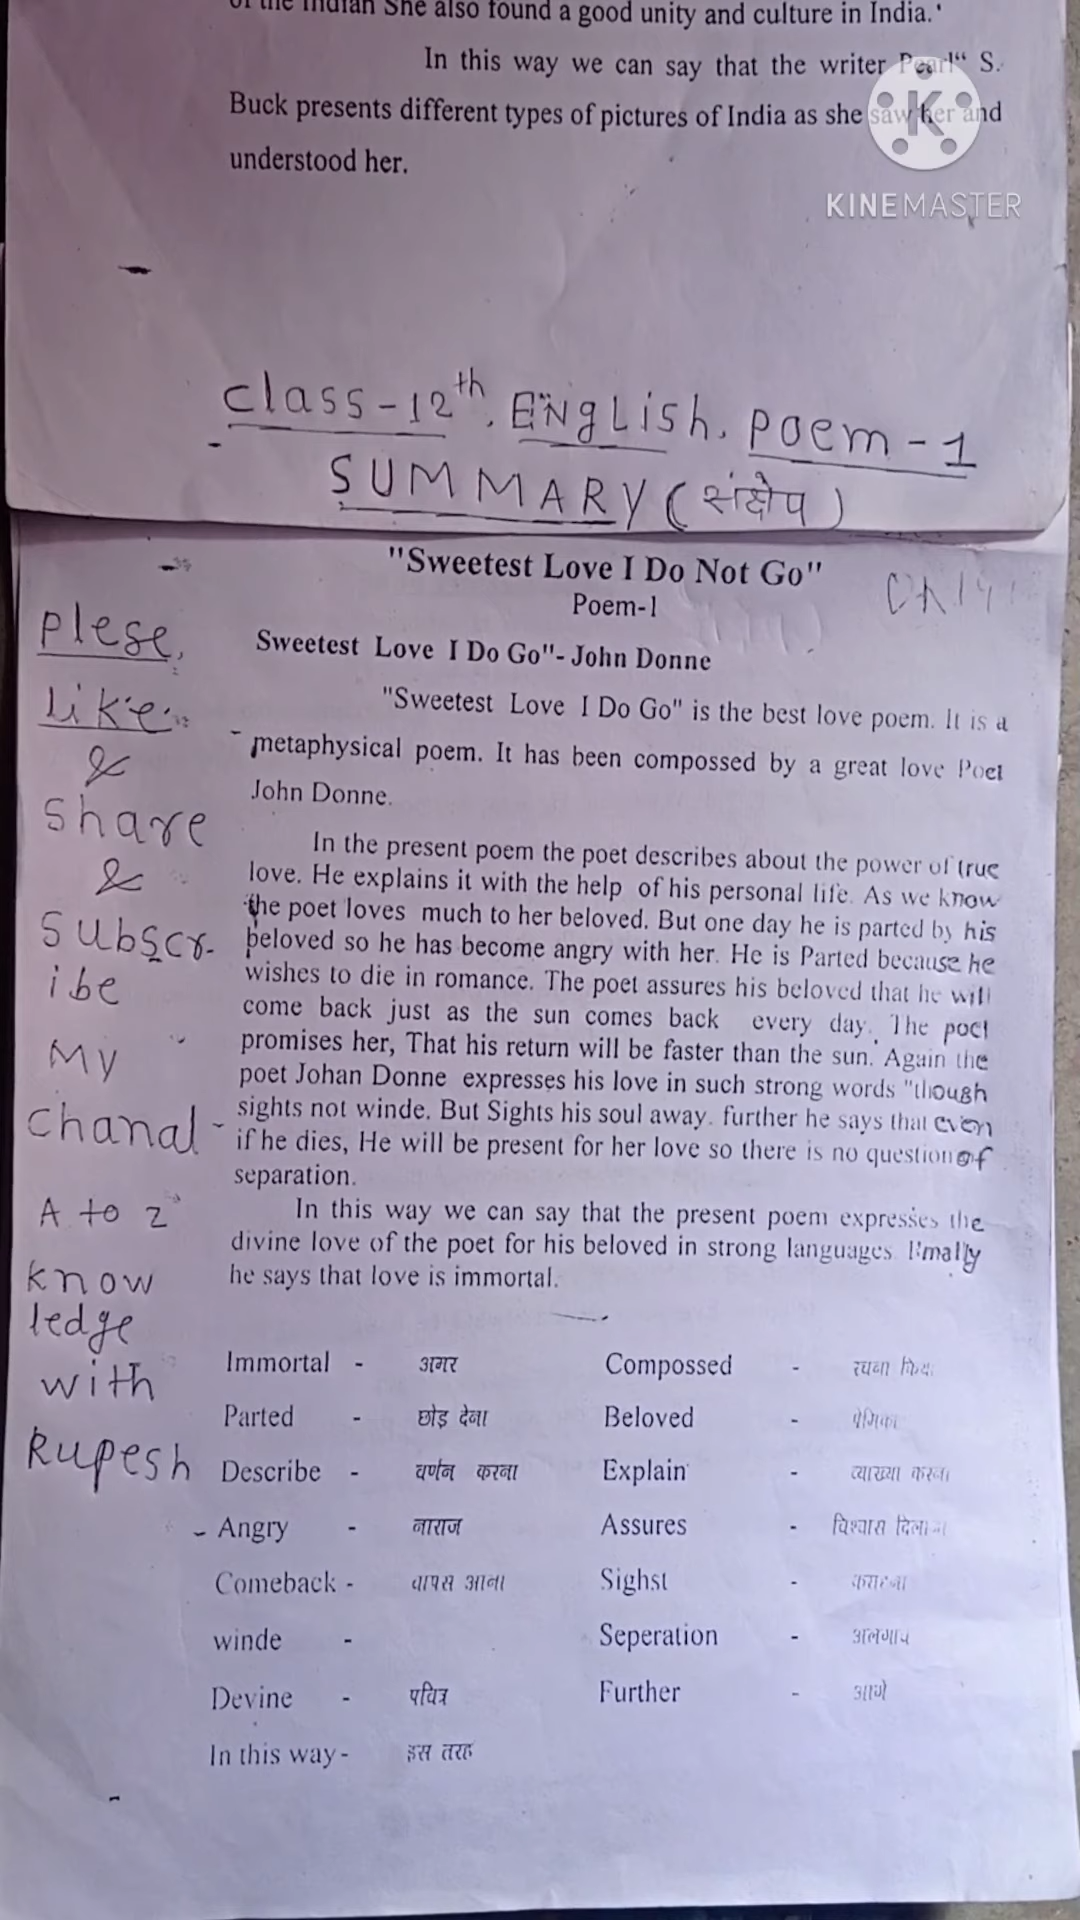 of the Indian She also found a good unity and culture in India.'
In this way we can say that the writer Pearl" S.
Buck presents different types of pictures of India as she saw her and
understood her.
KINEMASTER
class-12th, ENgLish, poem-1
SUMMARY (संक्षेप)
"Sweetest Love I Do Not Go"
Poem-1
Sweetest Love I Do Go"- John Donne
"Sweetest Love I Do Go" is the best love poem. It is a
metaphysical poem. It has been compossed by a great love Poet
John Donne.
In the present poem the poet describes about the power of true
love. He explains it with the help of his personal life. As we know
the poet loves much to her beloved. But one day he is parted by his
beloved so he has become angry with her. He is Parted because he
wishes to die in romance. The poet assures his beloved that he will
come back just as the sun comes back every day. The poet
promises her, That his return will be faster than the sun. Again the
poet Johan Donne expresses his love in such strong words "though
sights not winde. But Sights his soul away. further he says that even
if he dies, He will be present for her love so there is no question of
separation.
In this way we can say that the present poem expresses the
divine love of the poet for his beloved in strong languages. Finally
he says that love is immortal.
plese,
like
&
share
&
subscr-
ibe
My
chanal
A to z
know
ledge
with
Rupesh
Immortal - अमर Compossed - रचना
Parted - छोड़ देना Beloved - प्रेमिका
Describe - वर्णन करना Explain - व्याख्या करना
Angry - नाराज Assures - विश्वास दिलाना
Comeback - वापस आना Sighst -
winde - Seperation - अलगाव
Devine - पवित्र Further - आगे
In this way - इस तरह